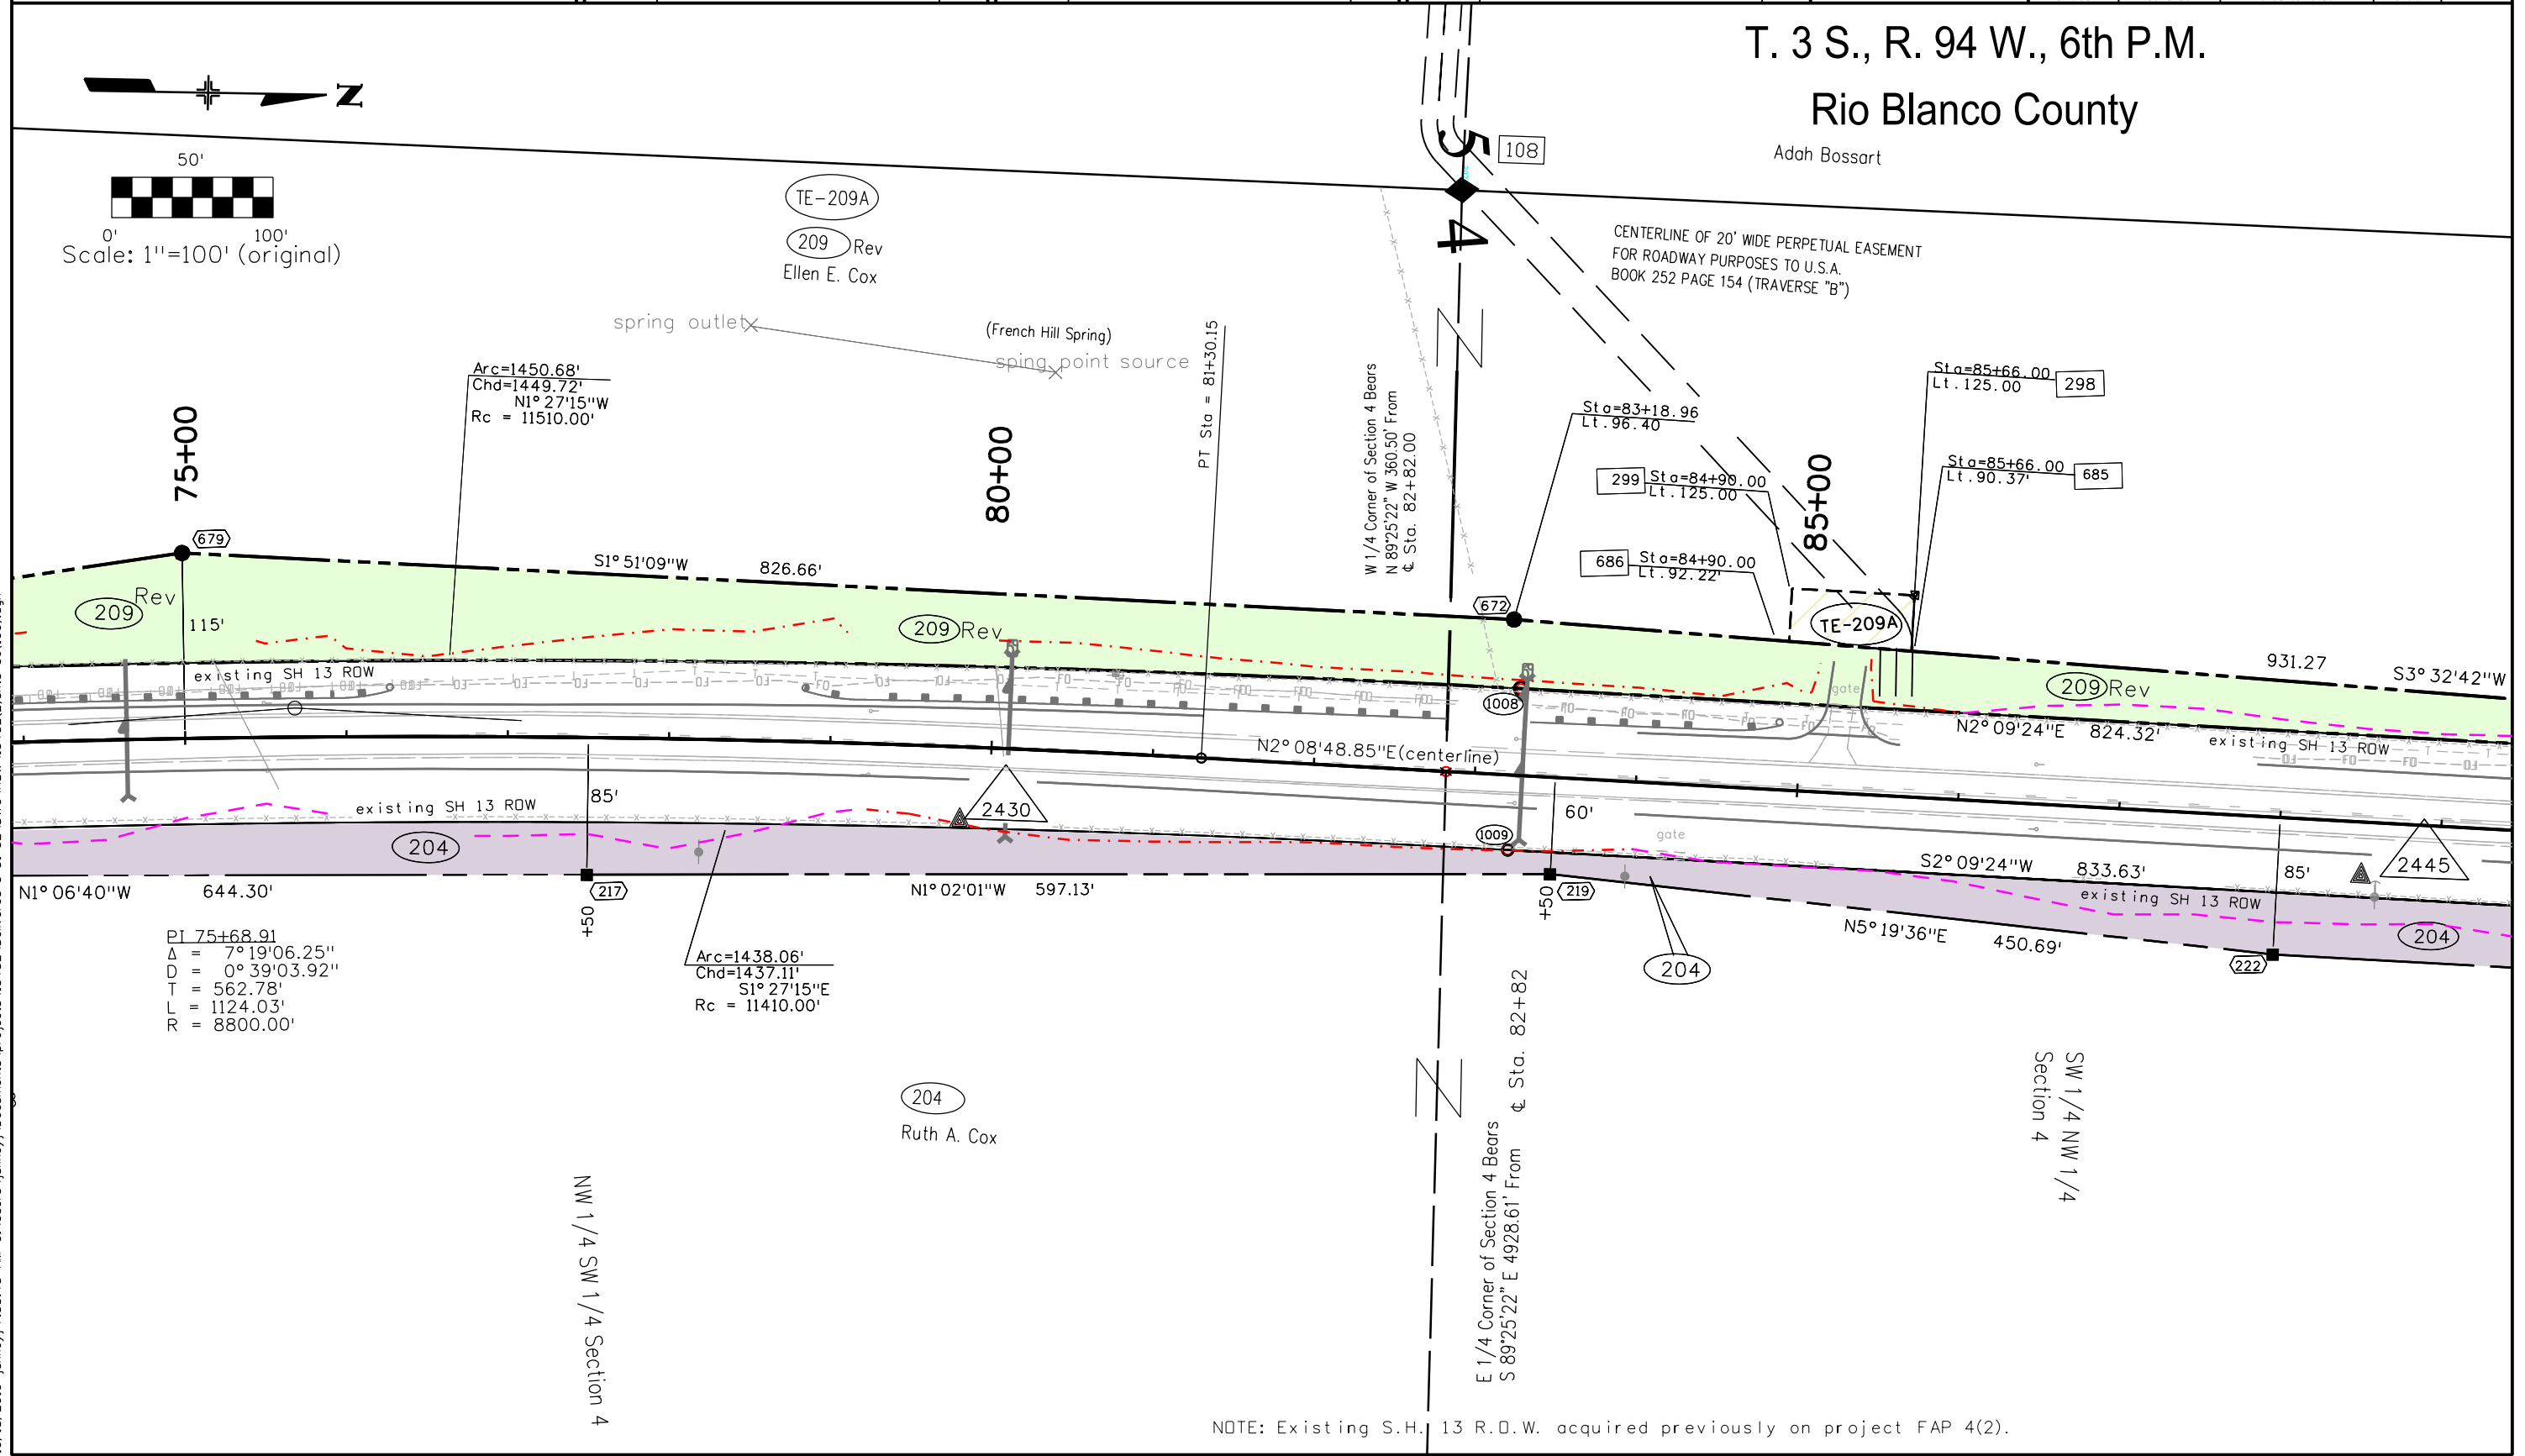 T. 3 S., R. 94 W., 6th P.M.
Rio Blanco County
Adah Bossart
N
50'
0' 100'
Scale: 1"=100' (original)
TE-209A
209 Rev
Ellen E. Cox
5
108
4
CENTERLINE OF 20' WIDE PERPETUAL EASEMENT
FOR ROADWAY PURPOSES TO U.S.A.
BOOK 252 PAGE 154 (TRAVERSE "B")
spring outlet
(French Hill Spring)
sping point source
Arc=1450.68'
Chd=1449.72'
N1°27'15"W
Rc = 11510.00'
75+00
80+00
85+00
PT Sta = 81+30.15
W 1/4 Corner of Section 4 Bears
N 89°25'22" W 360.50' From
℄ Sta. 82+82.00
Sta=83+18.96
Lt.96.40
Sta=85+66.00
Lt.125.00
298
Sta=85+66.00
Lt.90.37'
685
299
Sta=84+90.00
Lt.125.00
686
Sta=84+90.00
Lt.92.22'
679
S1°51'09"W 826.66'
672
TE-209A
209 Rev
115'
209 Rev
931.27
S3°32'42"W
209 Rev
existing SH 13 ROW
gate
1008
N2°09'24"E 824.32'
existing SH 13 ROW
N2°08'48.85"E(centerline)
existing SH 13 ROW
85'
2430
60'
1009
gate
204
S2°09'24"W 833.63'
existing SH 13 ROW
85'
2445
N1°06'40"W 644.30'
217
+50
N1°02'01"W 597.13'
+50
219
N5°19'36"E 450.69'
204
222
204
PI 75+68.91
Δ = 7°19'06.25"
D = 0°39'03.92"
T = 562.78'
L = 1124.03'
R = 8800.00'
Arc=1438.06'
Chd=1437.11'
S1°27'15"E
Rc = 11410.00'
204
Ruth A. Cox
E 1/4 Corner of Section 4 Bears
S 89°25'22" E 4928.61' From ℄ Sta. 82+82
NW 1/4 SW 1/4 Section 4
SW 1/4 NW 1/4
Section 4
NOTE: Existing S.H. 13 R.O.W. acquired previously on project FAP 4(2).